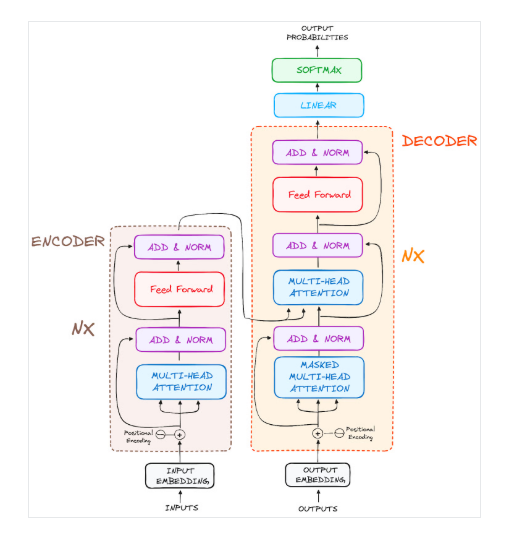 OUTPUT
PROBABILITIES
SOFTMAX
LINEAR
DECODER
ADD & NORM
Feed Forward
ADD & NORM
NX
MULTI-HEAD
ATTENTION
ADD & NORM
MASKED
MULTI-HEAD
ATTENTION
Positional
Encoding
OUTPUT
EMBEDDING
OUTPUTS
ENCODER
ADD & NORM
Feed Forward
NX
ADD & NORM
MULTI-HEAD
ATTENTION
Positional
Encoding
INPUT
EMBEDDING
INPUTS